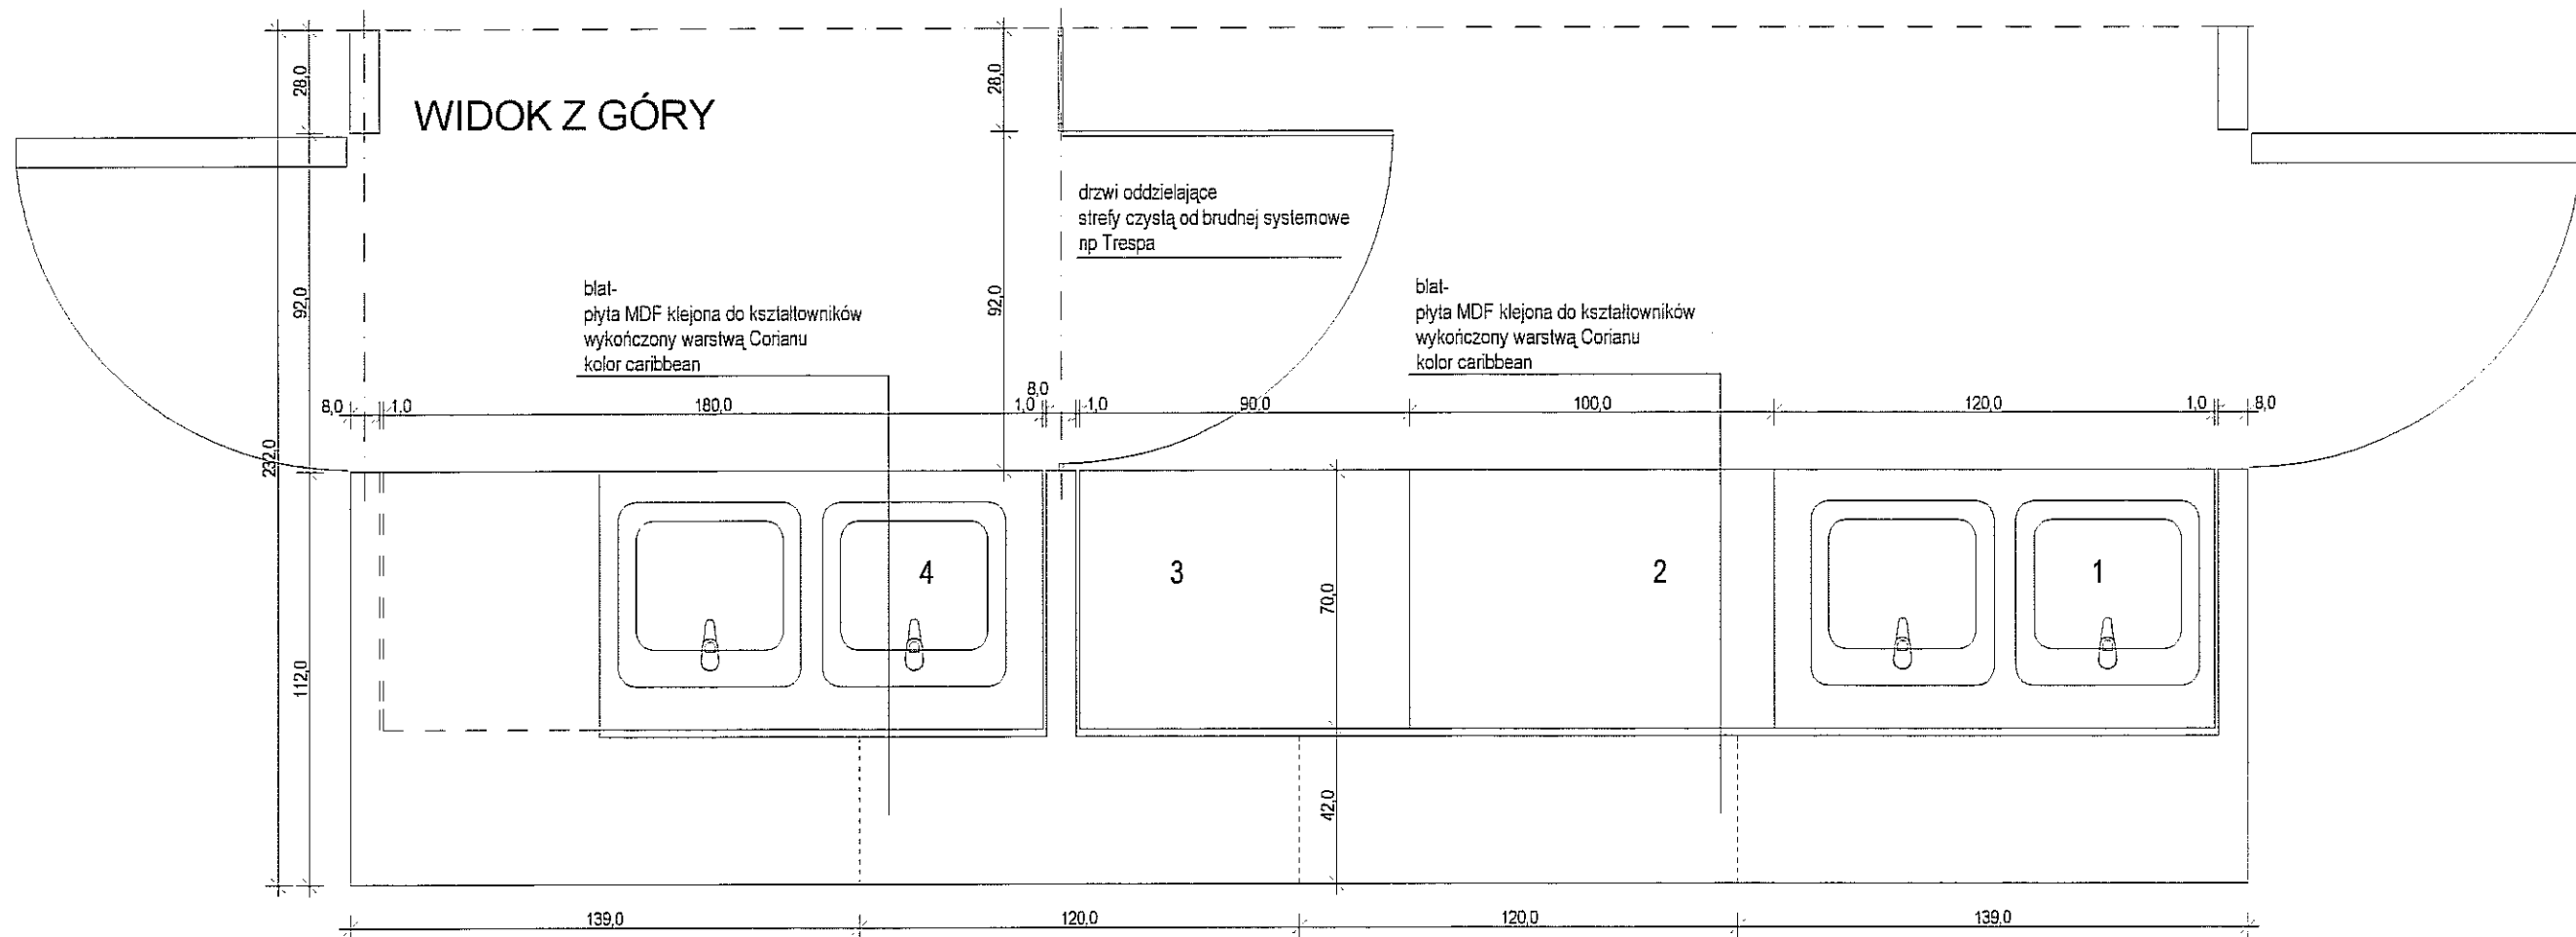 28,0
28,0
WIDOK Z GÓRY
drzwi oddzielające
strefy czystą od brudnej systemowe
np Trespa
92,0
92,0
blat-
płyta MDF klejona do kształtowników
wykończony warstwą Corianu
kolor caribbean
blat-
płyta MDF klejona do kształtowników
wykończony warstwą Corianu
kolor caribbean
8,0
1,0
180,0
1,0
8,0
1,0
90,0
100,0
120,0
1,0
8,0
232,0
4
3
2
1
70,0
112,0
42,0
139,0
120,0
120,0
139,0